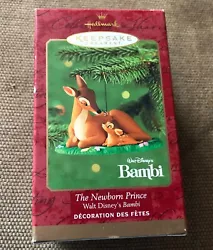 Hallmark
KEEPSAKE
ORNAMENT
Walt Disney's
Bambi
The Newborn Prince
Walt Disney's Bambi
DÉCORATION DES FÊTES